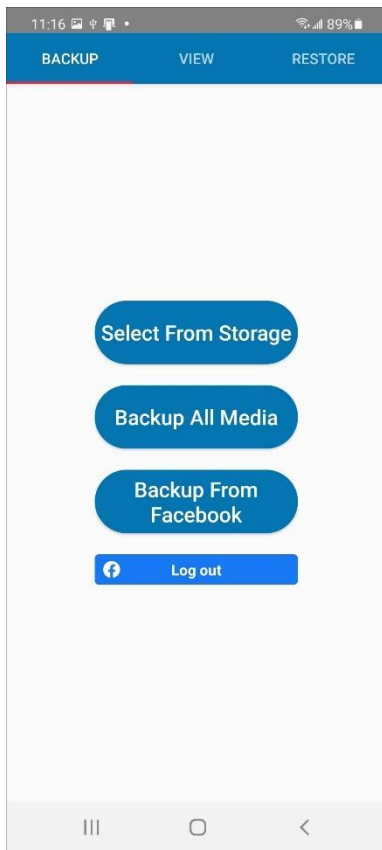 11:16 89%
BACKUP VIEW RESTORE
Select From Storage
Backup All Media
Backup From
Facebook
Log out